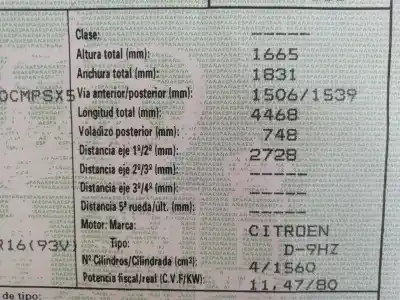 Clase: -----
Altura total (mm): 1665
Anchura total (mm): 1831
OCMPSX5 Vía anterior/posterior (mm): 1506/1539
Longitud total (mm): 4468
Voladizo posterior (mm): 748
Distancia eje 1º/2º (mm): 2728
Distancia eje 2º/3º (mm): -----
Distancia eje 3º/4º (mm): -----
Distancia 5ª rueda/últ. (mm): -----
Motor: Marca: CITROEN
R16(93V) Tipo: D-9HZ
Nº Cilindros/Cilindrada (cm³): 4/1560
Potencia fiscal/real (C.V.F/KW): 11,47/80
de tipo: